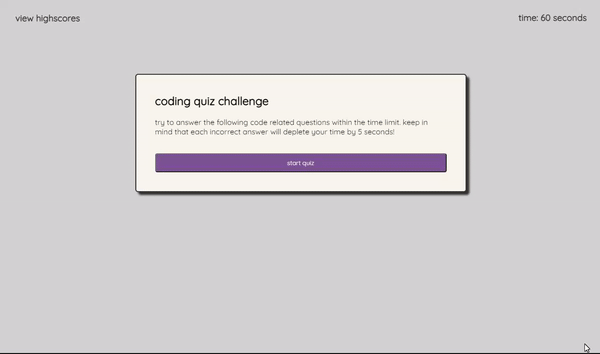 view highscores
time: 60 seconds
coding quiz challenge
try to answer the following code related questions within the time limit. keep in
mind that each incorrect answer will deplete your time by 5 seconds!
start quiz